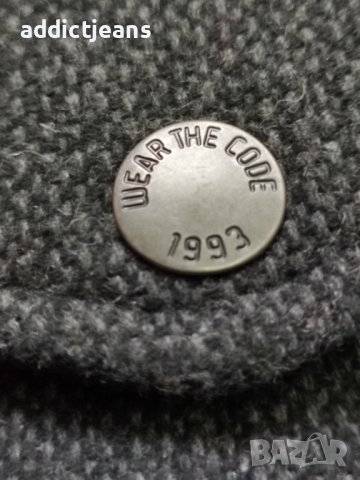 addictjeans
WEAR THE CODE
1993
BAZAR